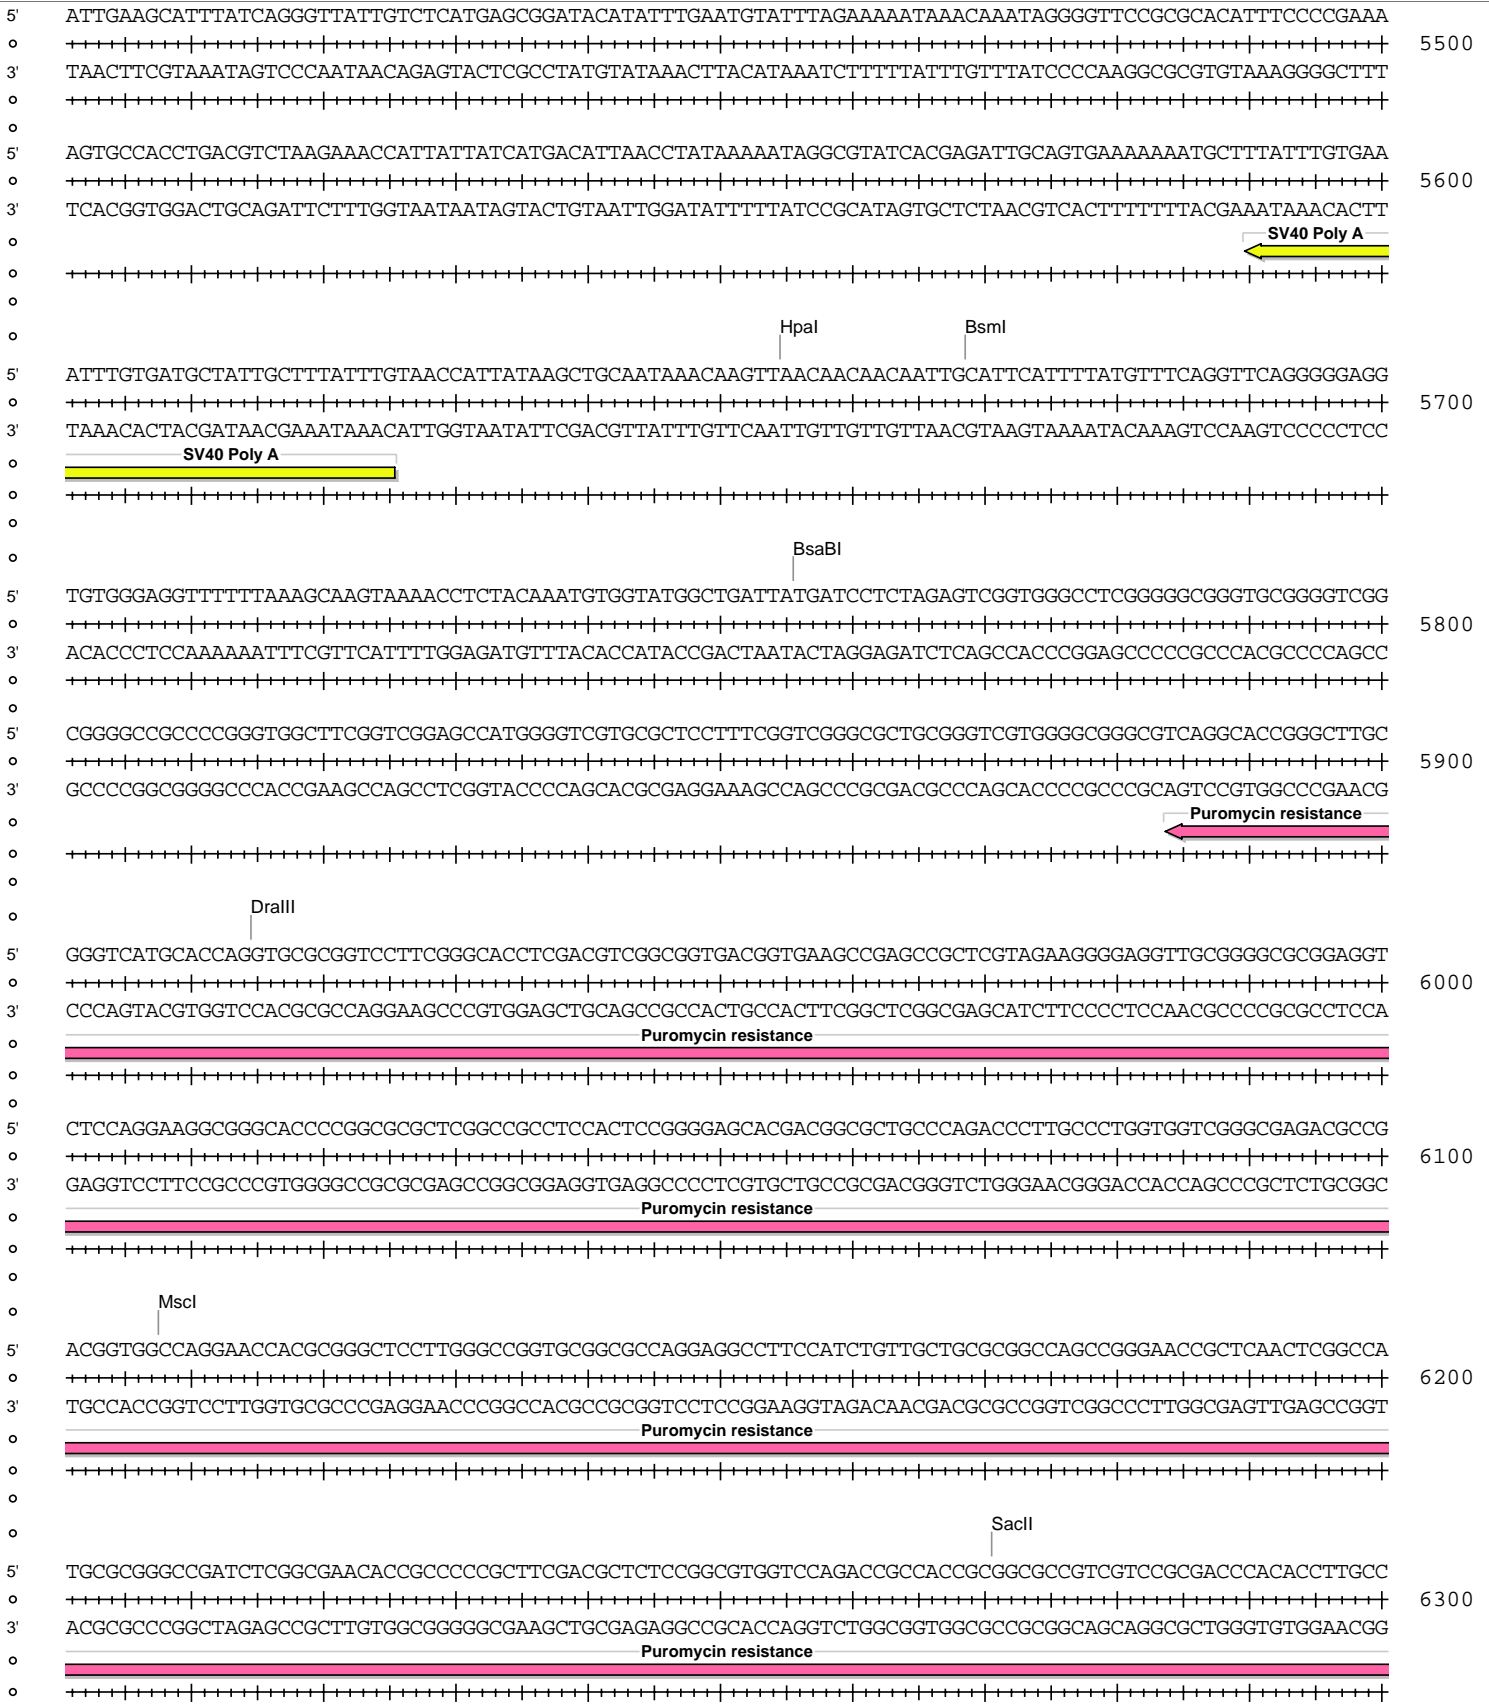 5' ATTGAAGCATTTATCAGGGTTATTGTCTCATGAGCGGATACATATTTGAATGTATTTAGAAAAATAAACAAATAGGGGTTCCGCGCACATTTCCCCGAAA
5500
3' TAACTTCGTAAATAGTCCCAATAACAGAGTACTCGCCTATGTATAAACTTACATAAATCTTTTTATTTGTTTATCCCCAAGGCGCGTGTAAAGGGGCTTT
5' AGTGCCACCTGACGTCTAAGAAACCATTATTATCATGACATTAACCTATAAAAATAGGCGTATCACGAGATTGCAGTGAAAAAAATGCTTTATTTGTGAA
5600
3' TCACGGTGGACTGCAGATTCTTTGGTAATAATAGTACTGTAATTGGATATTTTTATCCGCATAGTGCTCTAACGTCACTTTTTTTACGAAATAAACACTT
SV40 Poly A
HpaI BsmI
5' ATTTGTGATGCTATTGCTTTATTTGTAACCATTATAAGCTGCAATAAACAAGTTAACAACAACAATTGCATTCATTTTATGTTTCAGGTTCAGGGGGAGG
5700
3' TAAACACTACGATAACGAAATAAACATTGGTAATATTCGACGTTATTTGTTCAATTGTTGTTGTTAACGTAAGTAAAATACAAAGTCCAAGTCCCCCTCC
SV40 Poly A
BsaBI
5' TGTGGGAGGTTTTTTAAAGCAAGTAAAACCTCTACAAATGTGGTATGGCTGATTATGATCCTCTAGAGTCGGTGGGCCTCGGGGGCGGGTGCGGGGTCGG
5800
3' ACACCCTCCAAAAAATTTCGTTCATTTTGGAGATGTTTACACCATACCGACTAATACTAGGAGATCTCAGCCACCCGGAGCCCCCGCCCACGCCCCAGCC
5' CGGGGCCGCCCCGGGTGGCTTCGGTCGGAGCCATGGGGTCGTGCGCTCCTTTCGGTCGGGCGCTGCGGGTCGTGGGGCGGGCGTCAGGCACCGGGCTTGC
5900
3' GCCCCGGCGGGGCCCACCGAAGCCAGCCTCGGTACCCCAGCACGCGAGGAAAGCCAGCCCGCGACGCCCAGCACCCCGCCCGCAGTCCGTGGCCCGAACG
Puromycin resistance
DraIII
5' GGGTCATGCACCAGGTGCGCGGTCCTTCGGGCACCTCGACGTCGGCGGTGACGGTGAAGCCGAGCCGCTCGTAGAAGGGGAGGTTGCGGGGCGCGGAGGT
6000
3' CCCAGTACGTGGTCCACGCGCCAGGAAGCCCGTGGAGCTGCAGCCGCCACTGCCACTTCGGCTCGGCGAGCATCTTCCCCTCCAACGCCCCGCGCCTCCA
Puromycin resistance
5' CTCCAGGAAGGCGGGCACCCCGGCGCGCTCGGCCGCCTCCACTCCGGGGAGCACGACGGCGCTGCCCAGACCCTTGCCCTGGTGGTCGGGCGAGACGCCG
6100
3' GAGGTCCTTCCGCCCGTGGGGCCGCGCGAGCCGGCGGAGGTGAGGCCCCTCGTGCTGCCGCGACGGGTCTGGGAACGGGACCACCAGCCCGCTCTGCGGC
Puromycin resistance
MscI
5' ACGGTGGCCAGGAACCACGCGGGCTCCTTGGGCCGGTGCGGCGCCAGGAGGCCTTCCATCTGTTGCTGCGCGGCCAGCCGGGAACCGCTCAACTCGGCCA
6200
3' TGCCACCGGTCCTTGGTGCGCCCGAGGAACCCGGCCACGCCGCGGTCCTCCGGAAGGTAGACAACGACGCGCCGGTCGGCCCTTGGCGAGTTGAGCCGGT
Puromycin resistance
SacII
5' TGCGCGGGCCGATCTCGGCGAACACCGCCCCCGCTTCGACGCTCTCCGGCGTGGTCCAGACCGCCACCGCGGCGCCGTCGTCCGCGACCCACACCTTGCC
6300
3' ACGCGCCCGGCTAGAGCCGCTTGTGGCGGGGGCGAAGCTGCGAGAGGCCGCACCAGGTCTGGCGGTGGCGCCGCGGCAGCAGGCGCTGGGTGTGGAACGG
Puromycin resistance